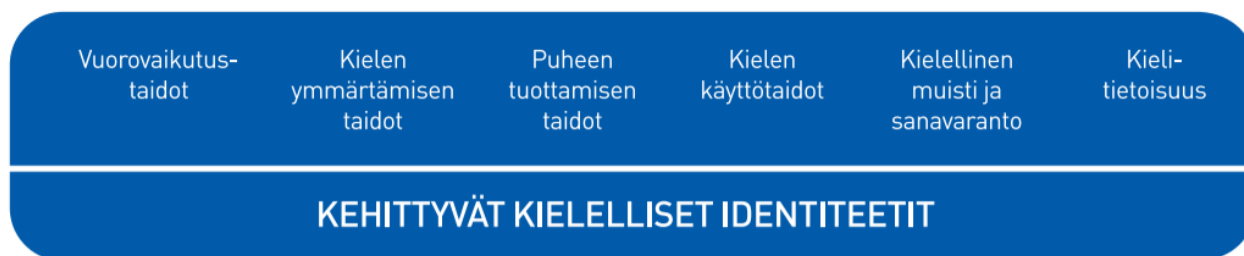 Vuorovaikutus-
taidot
Kielen
ymmärtämisen
taidot
Puheen
tuottamisen
taidot
Kielen
käyttötaidot
Kielellinen
muisti ja
sanavaranto
Kieli-
tietoisuus
KEHITTYVÄT KIELELLISET IDENTITEETIT